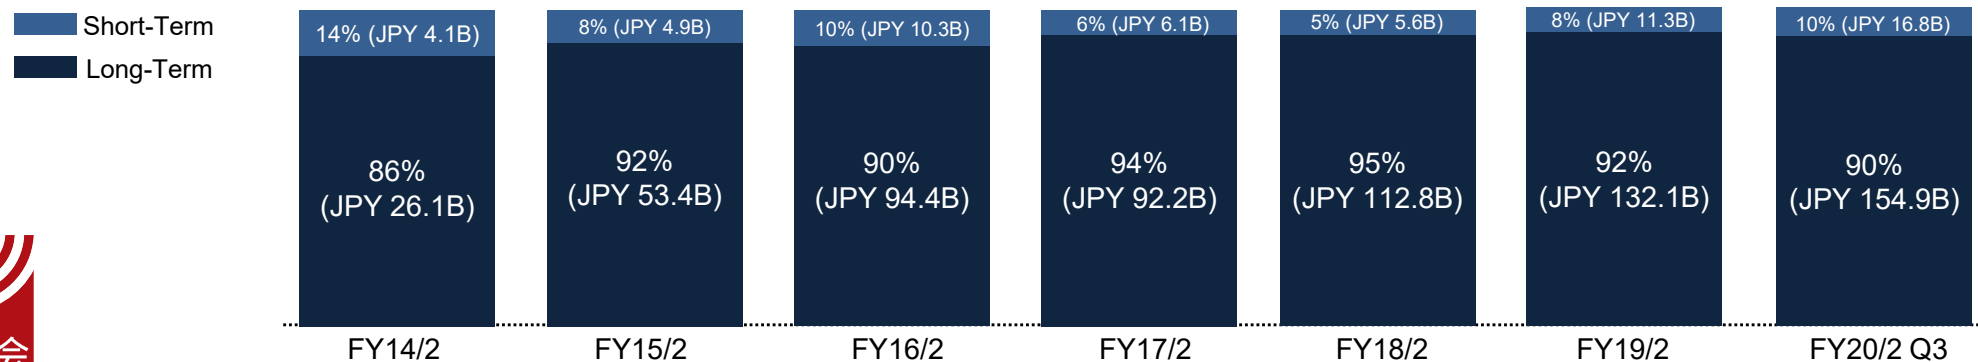 Short-Term
Long-Term
14% (JPY 4.1B)
86%
(JPY 26.1B)
FY14/2
8% (JPY 4.9B)
92%
(JPY 53.4B)
FY15/2
10% (JPY 10.3B)
90%
(JPY 94.4B)
FY16/2
6% (JPY 6.1B)
94%
(JPY 92.2B)
FY17/2
5% (JPY 5.6B)
95%
(JPY 112.8B)
FY18/2
8% (JPY 11.3B)
92%
(JPY 132.1B)
FY19/2
10% (JPY 16.8B)
90%
(JPY 154.9B)
FY20/2 Q3